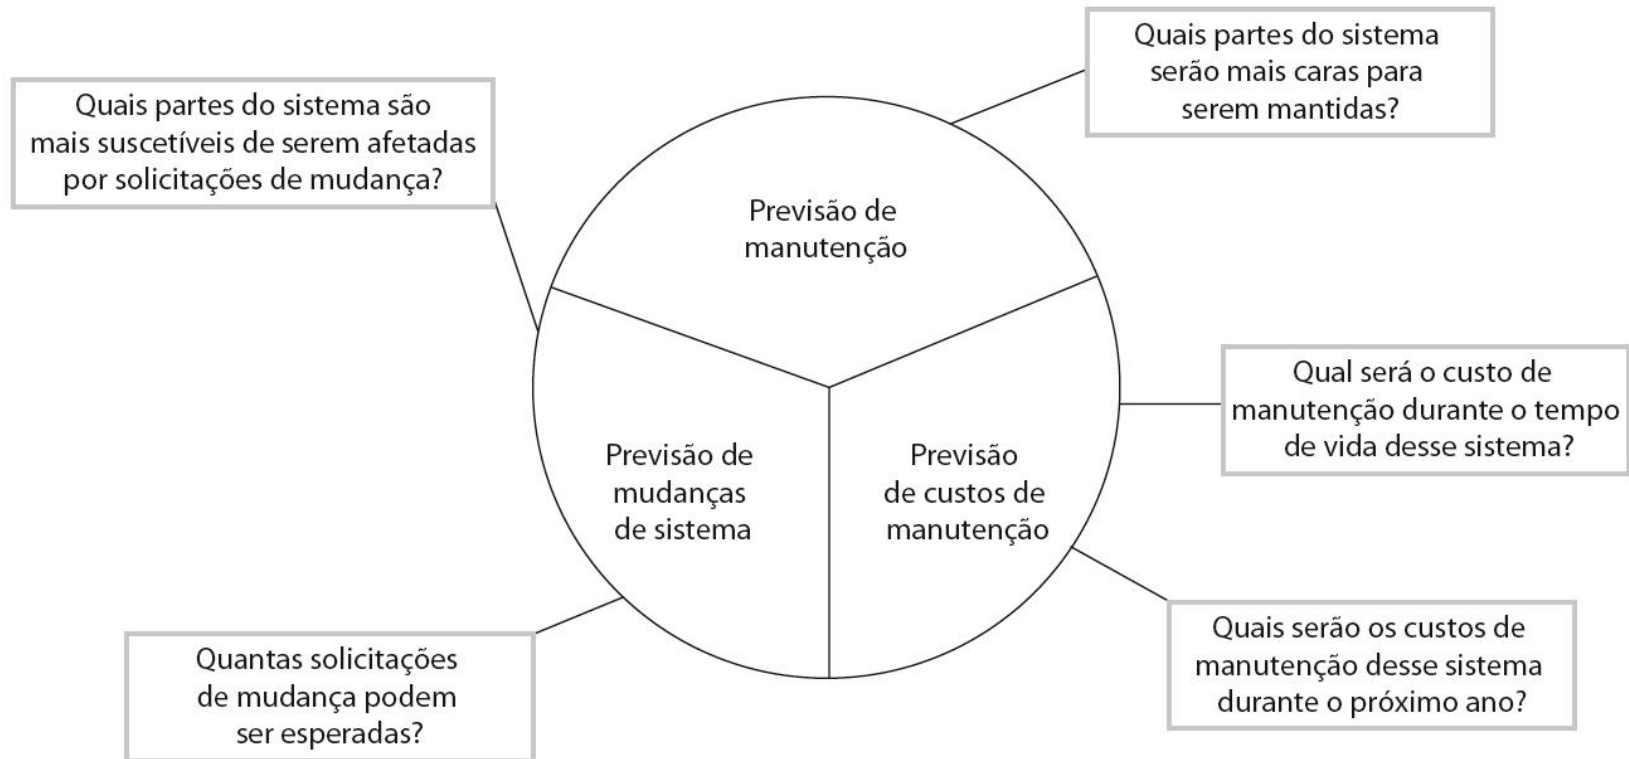 Quais partes do sistema
serão mais caras para
serem mantidas?
Quais partes do sistema são
mais suscetíveis de serem afetadas
por solicitações de mudança?
Previsão de
manutenção
Qual será o custo de
manutenção durante o tempo
de vida desse sistema?
Previsão de
mudanças
de sistema
Previsão
de custos de
manutenção
Quais serão os custos de
manutenção desse sistema
durante o próximo ano?
Quantas solicitações
de mudança podem
ser esperadas?